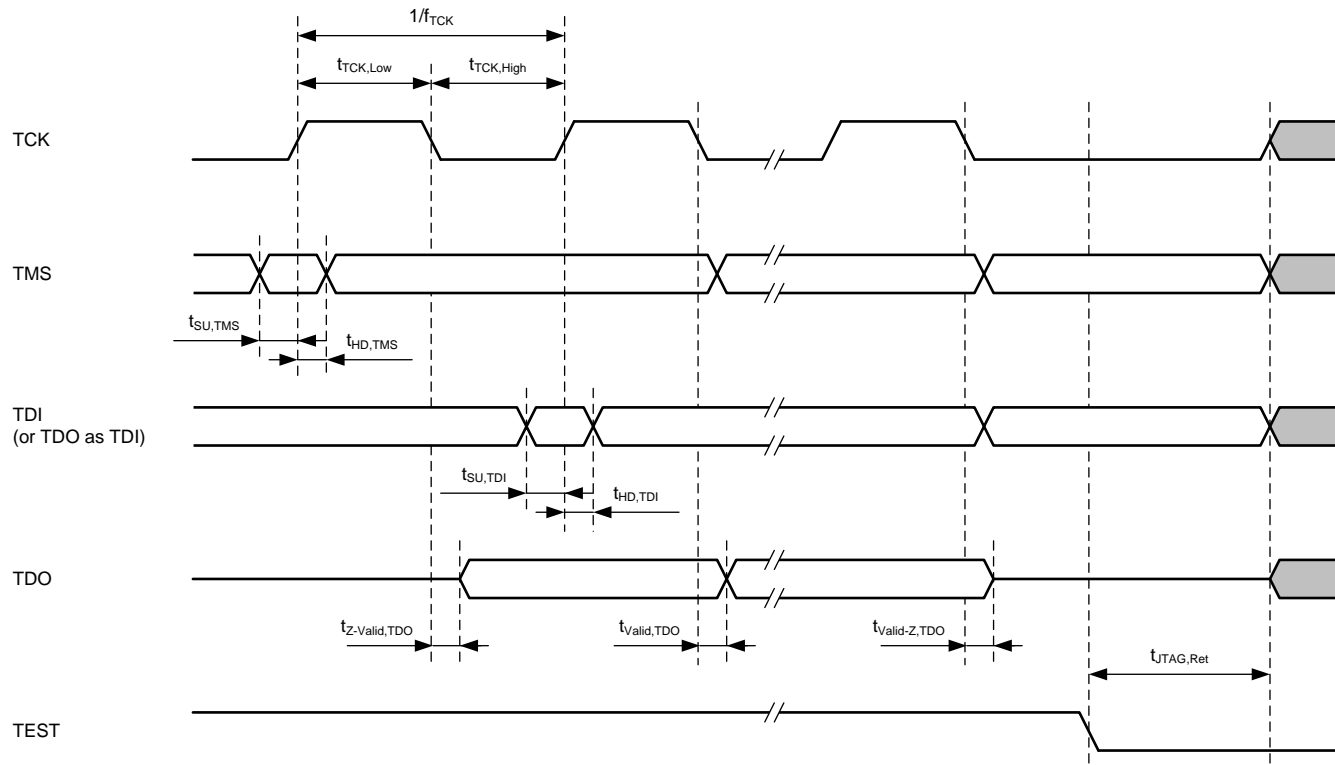 1/fTCK
tTCK,Low
tTCK,High
TCK
TMS
tSU,TMS
tHD,TMS
TDI
(or TDO as TDI)
tSU,TDI
tHD,TDI
TDO
tZ-Valid,TDO
tValid,TDO
tValid-Z,TDO
tJTAG,Ret
TEST